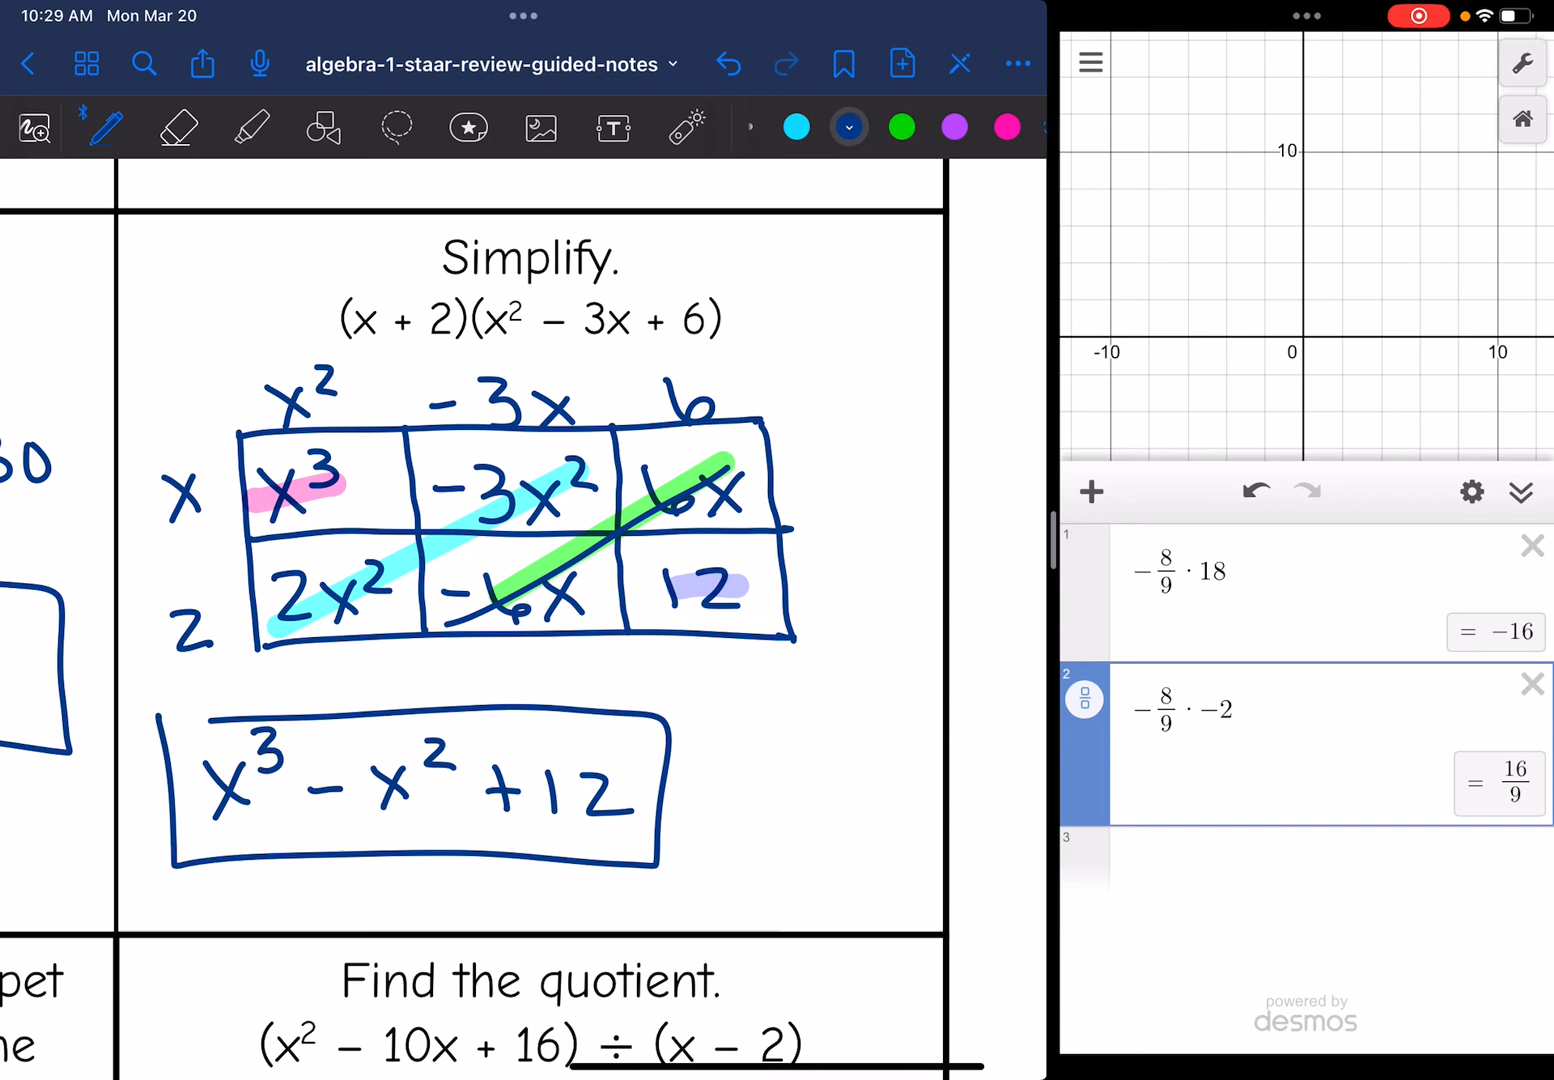 10:29 AM Mon Mar 20
algebra-1-staar-review-guided-notes
T
Simplify.
(x + 2)(x² − 3x + 6)
x² -3x 6
x x³ -3x² 6x
2 2x² -6x 12
x³ - x² + 12
30
pet
Find the quotient.
(x² − 10x + 16) ÷ (x − 2)
10
-10 0 10
1
−8/9 · 18
= −16
2
−8/9 · −2
= 16/9
3
powered by
desmos